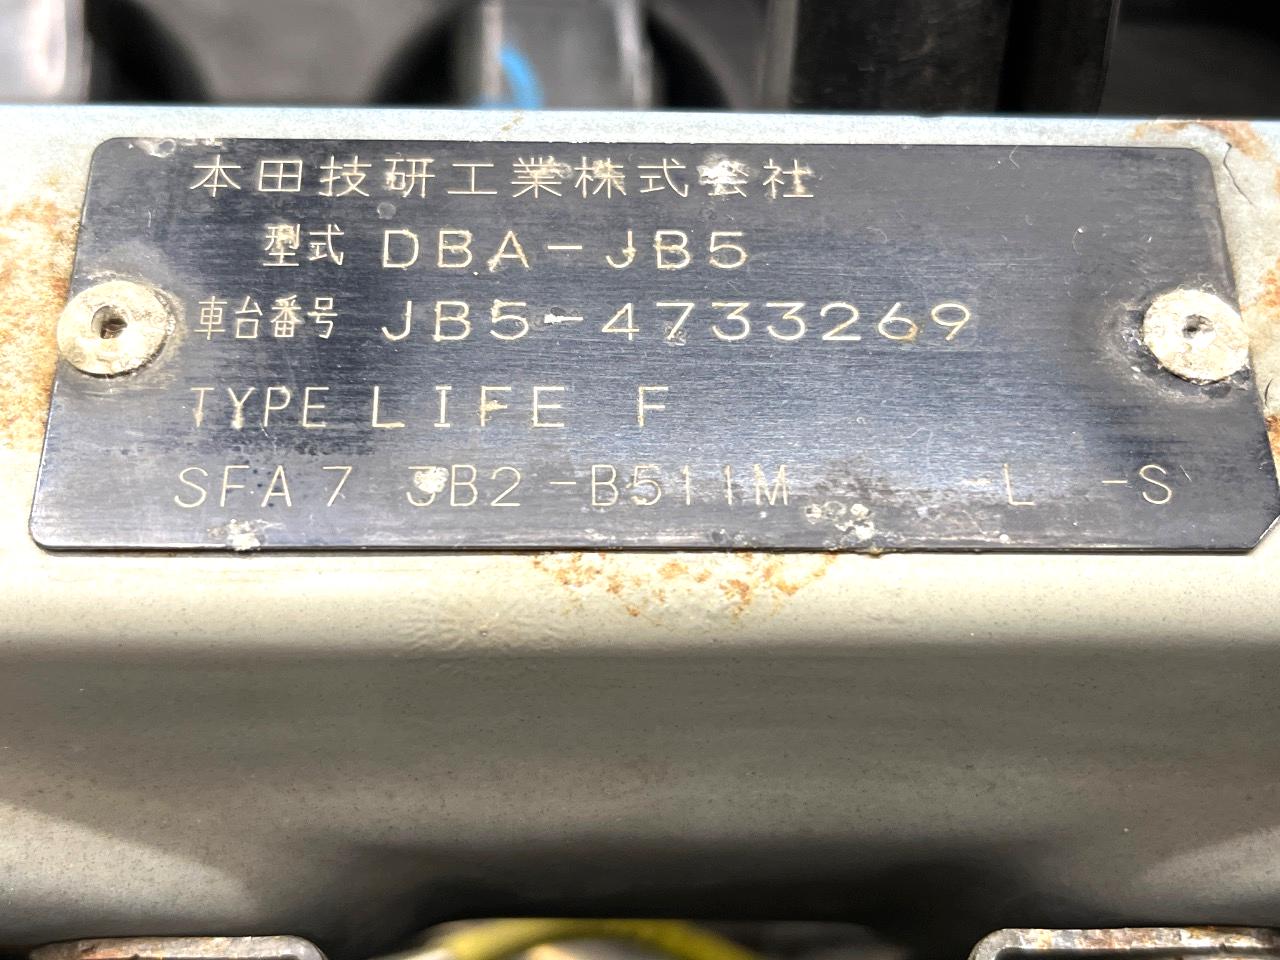 本田技研工業株式会社
型式 DBA-JB5
車台番号 JB5-4733269
TYPE LIFE F
SFA7 JB2-B511M -L -S